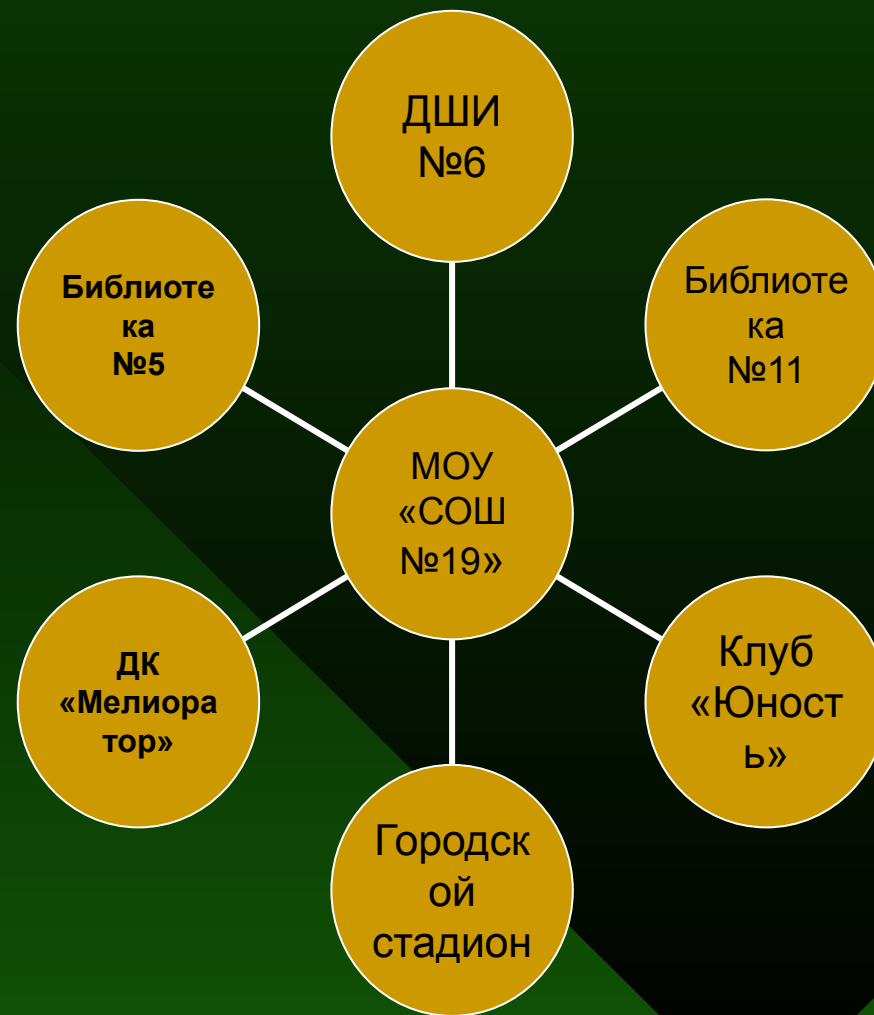 ДШИ
№6
Библиоте
ка
№5
Библиоте
ка
№11
МОУ
«СОШ
№19»
ДК
«Мелиора
тор»
Клуб
«Юност
ь»
Городск
ой
стадион